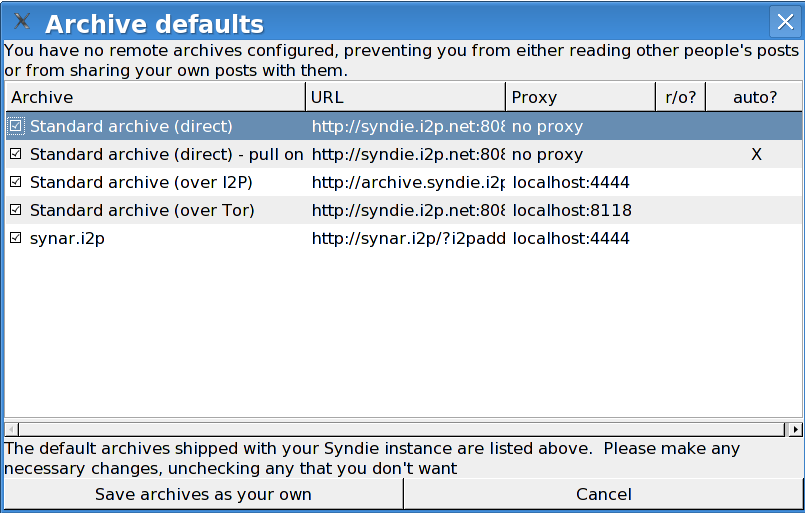 Archive defaults
You have no remote archives configured, preventing you from either reading other people's posts
or from sharing your own posts with them.
Archive URL Proxy r/o? auto?
Standard archive (direct) http://syndie.i2p.net:808 no proxy
Standard archive (direct) - pull on http://syndie.i2p.net:808 no proxy X
Standard archive (over I2P) http://archive.syndie.i2p localhost:4444
Standard archive (over Tor) http://syndie.i2p.net:808 localhost:8118
synar.i2p http://synar.i2p/?i2padd localhost:4444
The default archives shipped with your Syndie instance are listed above.  Please make any
necessary changes, unchecking any that you don't want
Save archives as your own Cancel